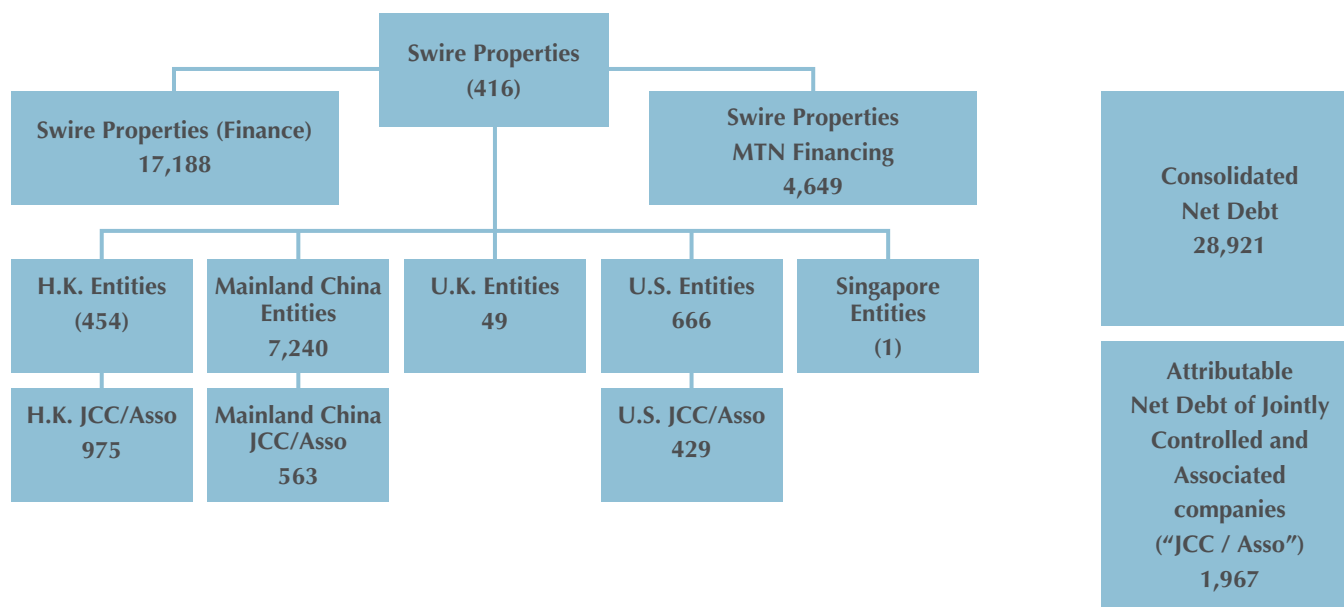 Swire Properties
(416)
Swire Properties (Finance)
17,188
Swire Properties
MTN Financing
4,649
Consolidated
Net Debt
28,921
H.K. Entities
(454)
Mainland China
Entities
7,240
U.K. Entities
49
U.S. Entities
666
Singapore
Entities
(1)
H.K. JCC/Asso
975
Mainland China
JCC/Asso
563
U.S. JCC/Asso
429
Attributable
Net Debt of Jointly
Controlled and
Associated
companies
(“JCC / Asso”)
1,967